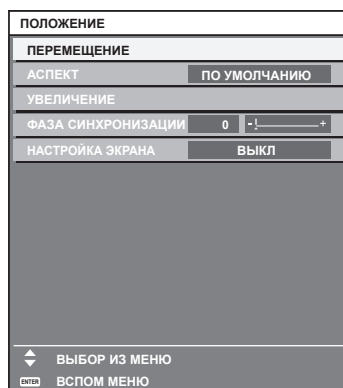 ПОЛОЖЕНИЕ
ПЕРЕМЕЩЕНИЕ
АСПЕКТ ПО УМОЛЧАНИЮ
УВЕЛИЧЕНИЕ
ФАЗА СИНХРОНИЗАЦИИ 0 - +
НАСТРОЙКА ЭКРАНА ВЫКЛ
ВЫБОР ИЗ МЕНЮ
ENTER ВСПОМ МЕНЮ